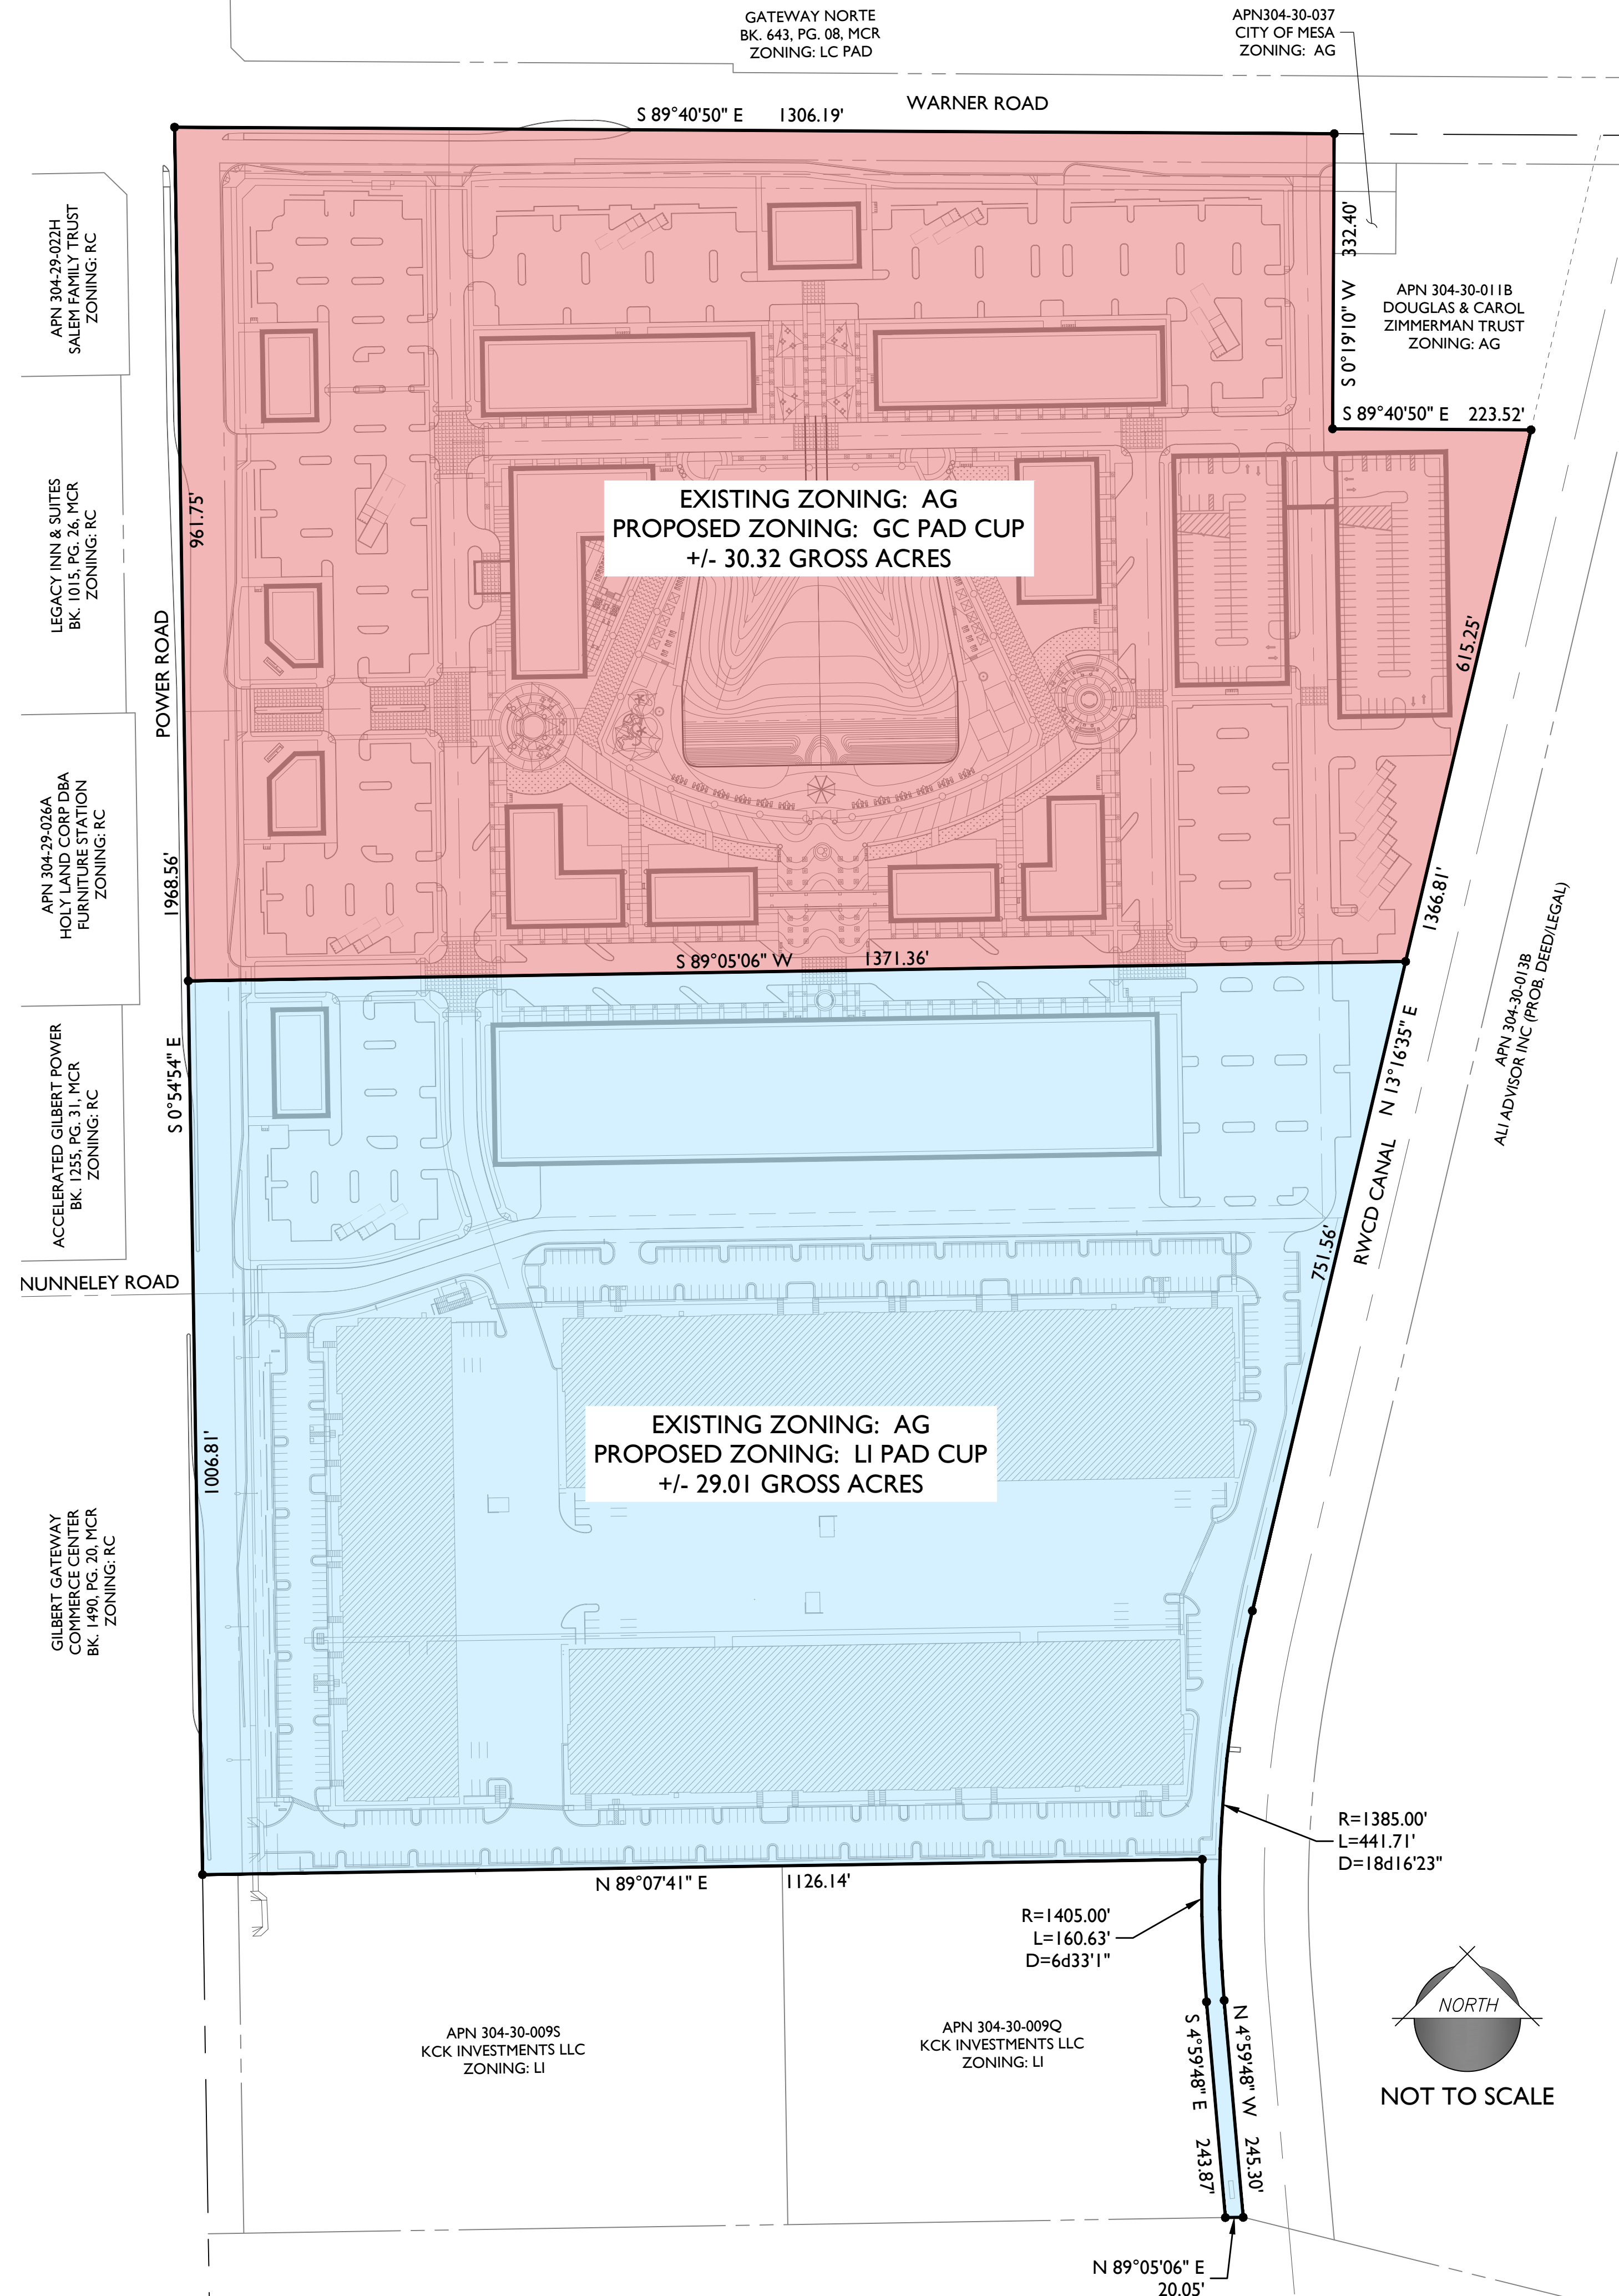 GATEWAY NORTE
BK. 643, PG. 08, MCR
ZONING: LC PAD
APN304-30-037
CITY OF MESA
ZONING: AG
WARNER ROAD
S 89°40'50" E 1306.19'
APN 304-29-022H
SALEM FAMILY TRUST
ZONING: RC
332.40'
S 0°19'10" W
APN 304-30-011B
DOUGLAS & CAROL
ZIMMERMAN TRUST
ZONING: AG
S 89°40'50" E 223.52'
LEGACY INN & SUITES
BK. 1015, PG. 26, MCR
ZONING: RC
961.75'
EXISTING ZONING: AG
PROPOSED ZONING: GC PAD CUP
+/- 30.32 GROSS ACRES
POWER ROAD
615.25'
APN 304-29-026A
HOLY LAND CORP DBA
FURNITURE STATION
ZONING: RC
1968.56'
1366.81'
S 89°05'06" W 1371.36'
APN 304-30-013B
ALI ADVISOR INC (PROB. DEED/LEGAL)
S 0°54'54" E
ACCELERATED GILBERT POWER
BK. 1255, PG. 31, MCR
ZONING: RC
RWCD CANAL N 13°16'35" E
751.56'
NUNNELEY ROAD
1006.81'
EXISTING ZONING: AG
PROPOSED ZONING: LI PAD CUP
+/- 29.01 GROSS ACRES
GILBERT GATEWAY
COMMERCE CENTER
BK. 1490, PG. 20, MCR
ZONING: RC
R=1385.00'
L=441.71'
D=18d16'23"
N 89°07'41" E 1126.14'
R=1405.00'
L=160.63'
D=6d33'1"
APN 304-30-009S
KCK INVESTMENTS LLC
ZONING: LI
APN 304-30-009Q
KCK INVESTMENTS LLC
ZONING: LI
S 4°59'48" E 243.87'
N 4°59'48" W 245.30'
NORTH
NOT TO SCALE
N 89°05'06" E
20.05'